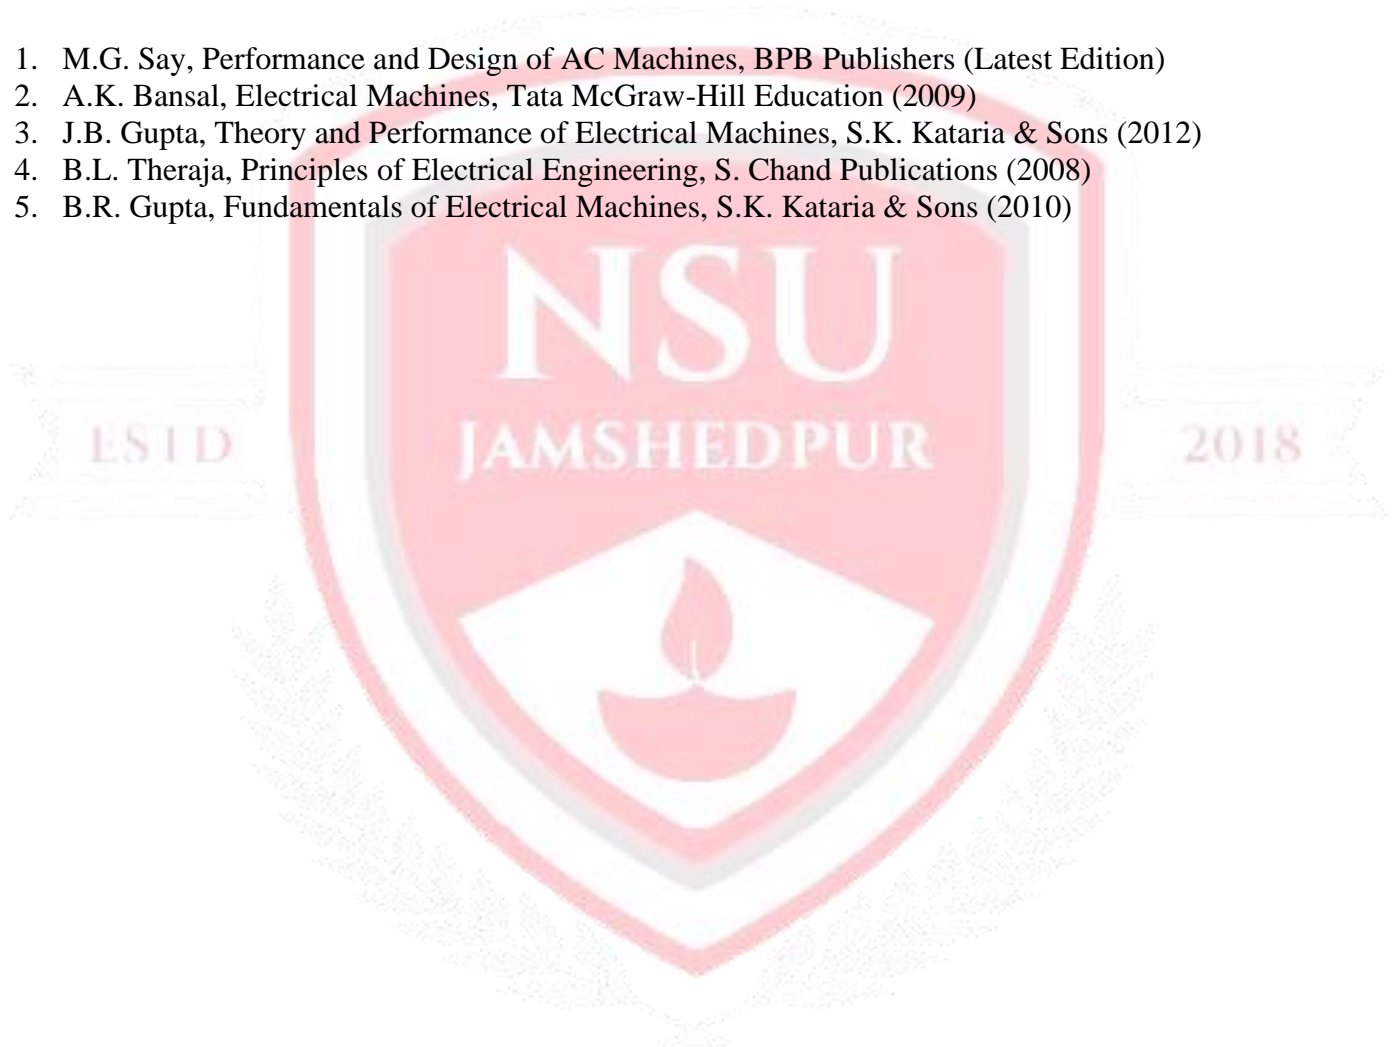 1. M.G. Say, Performance and Design of AC Machines, BPB Publishers (Latest Edition)
2. A.K. Bansal, Electrical Machines, Tata McGraw-Hill Education (2009)
3. J.B. Gupta, Theory and Performance of Electrical Machines, S.K. Kataria & Sons (2012)
4. B.L. Theraja, Principles of Electrical Engineering, S. Chand Publications (2008)
5. B.R. Gupta, Fundamentals of Electrical Machines, S.K. Kataria & Sons (2010)
NSU
JAMSHEDPUR
ESTD
2018